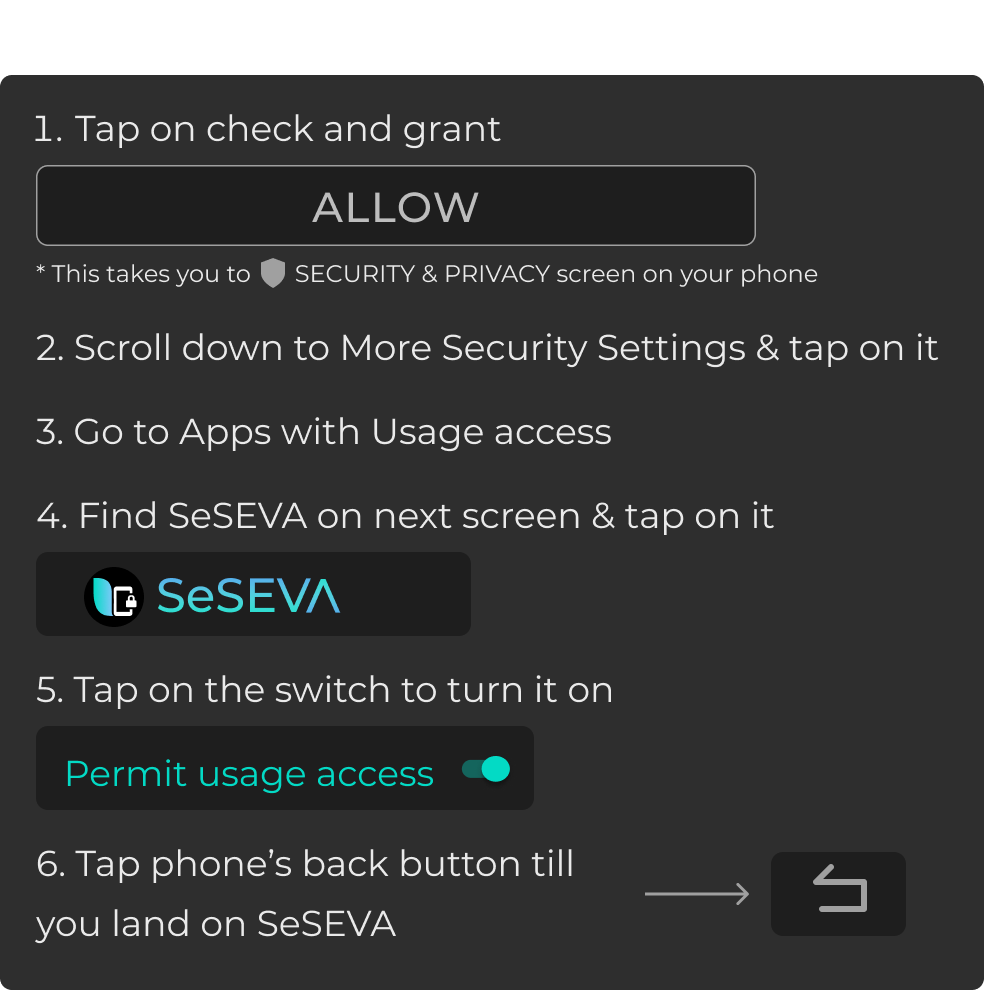 1. Tap on check and grant
ALLOW
* This takes you to SECURITY & PRIVACY screen on your phone
2. Scroll down to More Security Settings & tap on it
3. Go to Apps with Usage access
4. Find SeSEVA on next screen & tap on it
SeSEVA
5. Tap on the switch to turn it on
Permit usage access
6. Tap phone’s back button till
you land on SeSEVA